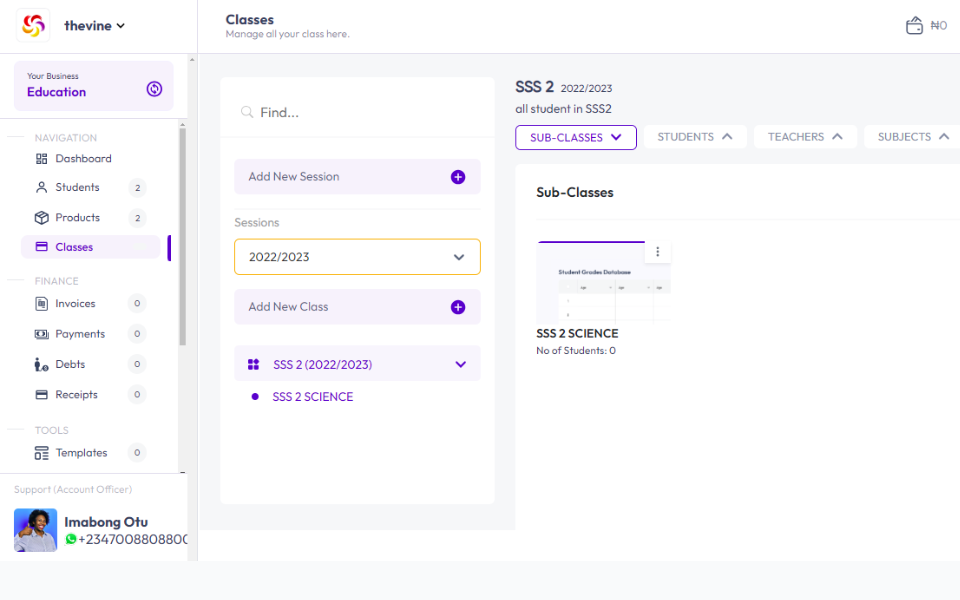 thevine
Classes
Manage all your class here.
₦0
Your Business
Education
NAVIGATION
Dashboard
Students 2
Products 2
Classes
FINANCE
Invoices 0
Payments 0
Debts 0
Receipts 0
TOOLS
Templates 0
Support (Account Officer)
Imabong Otu
+2347008808800
Find...
Add New Session
Sessions
2022/2023
Add New Class
SSS 2 (2022/2023)
SSS 2 SCIENCE
SSS 2 2022/2023
all student in SSS2
SUB-CLASSES STUDENTS TEACHERS SUBJECTS
Sub-Classes
Student Grades Database
SSS 2 SCIENCE
No of Students: 0